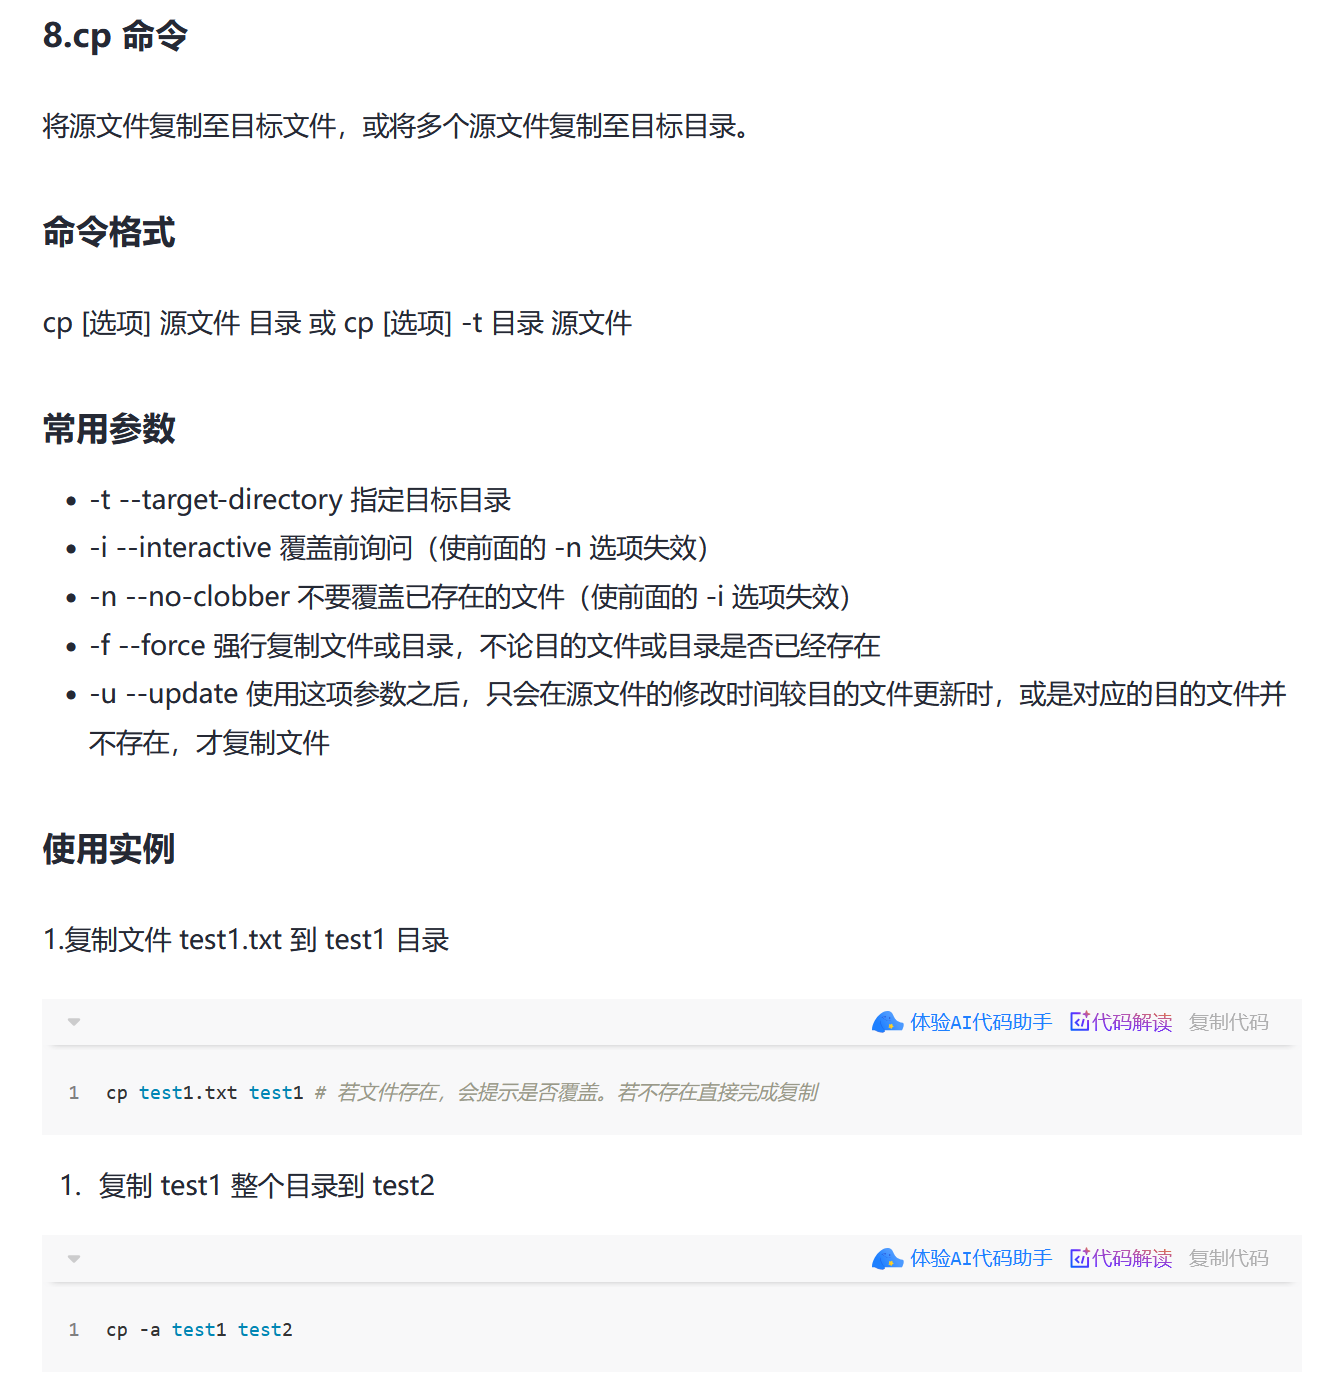 8.cp 命令
将源文件复制至目标文件，或将多个源文件复制至目标目录。
命令格式
cp [选项] 源文件 目录 或 cp [选项] -t 目录 源文件
常用参数
-t --target-directory 指定目标目录
-i --interactive 覆盖前询问（使前面的 -n 选项失效）
-n --no-clobber 不要覆盖已存在的文件（使前面的 -i 选项失效）
-f --force 强行复制文件或目录，不论目的文件或目录是否已经存在
-u --update 使用这项参数之后，只会在源文件的修改时间较目的文件更新时，或是对应的目的文件并
不存在，才复制文件
使用实例
1.复制文件 test1.txt 到 test1 目录
体验AI代码助手 代码解读 复制代码
1 cp test1.txt test1 # 若文件存在，会提示是否覆盖。若不存在直接完成复制
1. 复制 test1 整个目录到 test2
体验AI代码助手 代码解读 复制代码
1 cp -a test1 test2